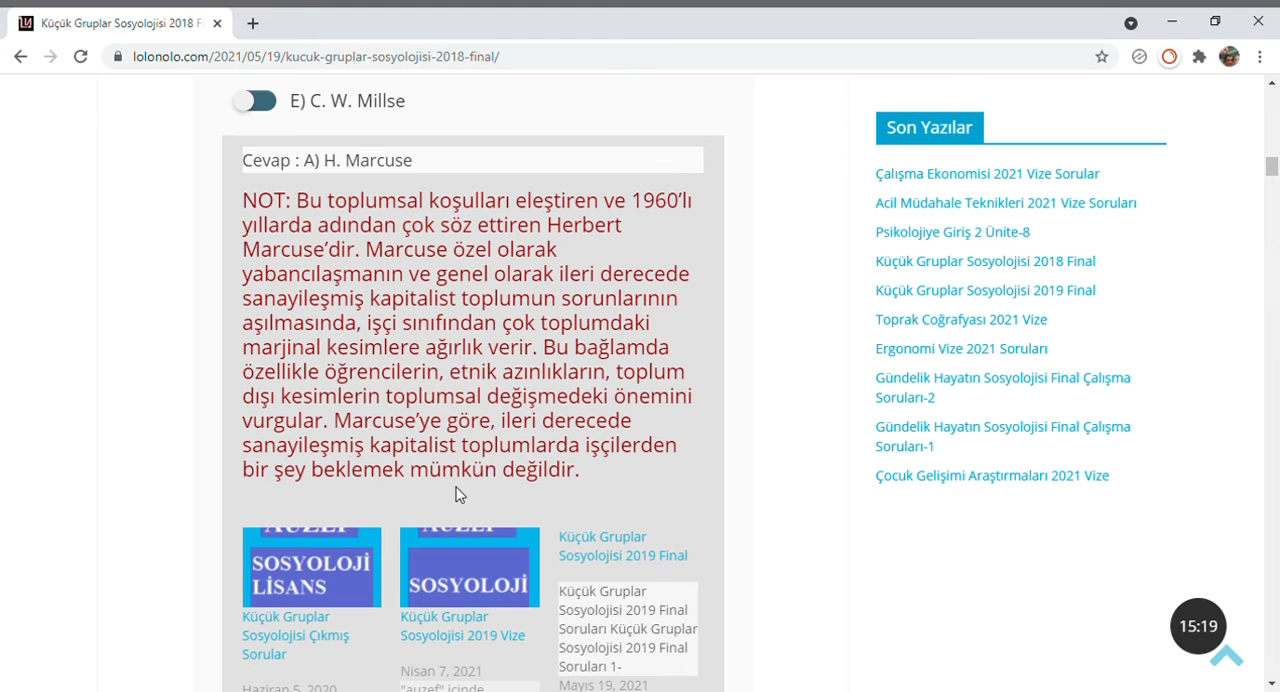 Küçük Gruplar Sosyolojisi 2018 F
lolonolo.com/2021/05/19/kucuk-gruplar-sosyolojisi-2018-final/
E) C. W. Millse
Cevap : A) H. Marcuse
NOT: Bu toplumsal koşulları eleştiren ve 1960’lı
yıllarda adından çok söz ettiren Herbert
Marcuse’dir. Marcuse özel olarak
yabancılaşmanın ve genel olarak ileri derecede
sanayileşmiş kapitalist toplumun sorunlarının
aşılmasında, işçi sınıfından çok toplumdaki
marjinal kesimlere ağırlık verir. Bu bağlamda
özellikle öğrencilerin, etnik azınlıkların, toplum
dışı kesimlerin toplumsal değişmedeki önemini
vurgular. Marcuse’ye göre, ileri derecede
sanayileşmiş kapitalist toplumlarda işçilerden
bir şey beklemek mümkün değildir.
AUZEF
SOSYOLOJİ
LİSANS
Küçük Gruplar
Sosyolojisi Çıkmış
Sorular
Haziran 5, 2020
AUZEF
SOSYOLOJİ
Küçük Gruplar
Sosyolojisi 2019 Vize
Nisan 7, 2021
"auzef" içinde
Küçük Gruplar
Sosyolojisi 2019 Final
Küçük Gruplar
Sosyolojisi 2019 Final
Soruları Küçük Gruplar
Sosyolojisi 2019 Final
Soruları 1-
Mayıs 19, 2021
Son Yazılar
Çalışma Ekonomisi 2021 Vize Sorular
Acil Müdahale Teknikleri 2021 Vize Soruları
Psikolojiye Giriş 2 Ünite-8
Küçük Gruplar Sosyolojisi 2018 Final
Küçük Gruplar Sosyolojisi 2019 Final
Toprak Coğrafyası 2021 Vize
Ergonomi Vize 2021 Soruları
Gündelik Hayatın Sosyolojisi Final Çalışma
Soruları-2
Gündelik Hayatın Sosyolojisi Final Çalışma
Soruları-1
Çocuk Gelişimi Araştırmaları 2021 Vize
15:19